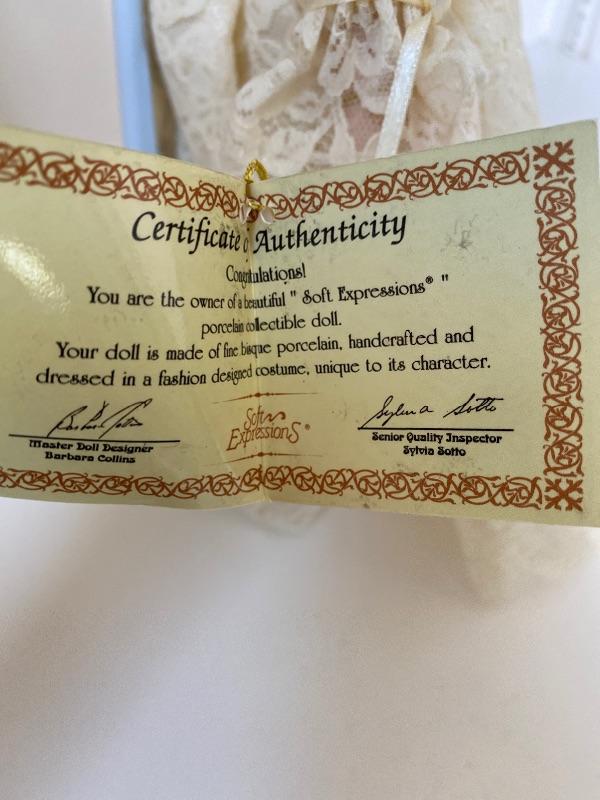 Certificate o Authenticity
Congratulations!
You are the owner of a beautiful " Soft Expressions® "
porcelain collectible doll.
Your doll is made of fine bisque porcelain, handcrafted and
dressed in a fashion designed costume, unique to its character.
Soft
Expressions®
Master Doll Designer
Barbara Collins
Sylvia Sotto
Senior Quality Inspector
Sylvia Sotto